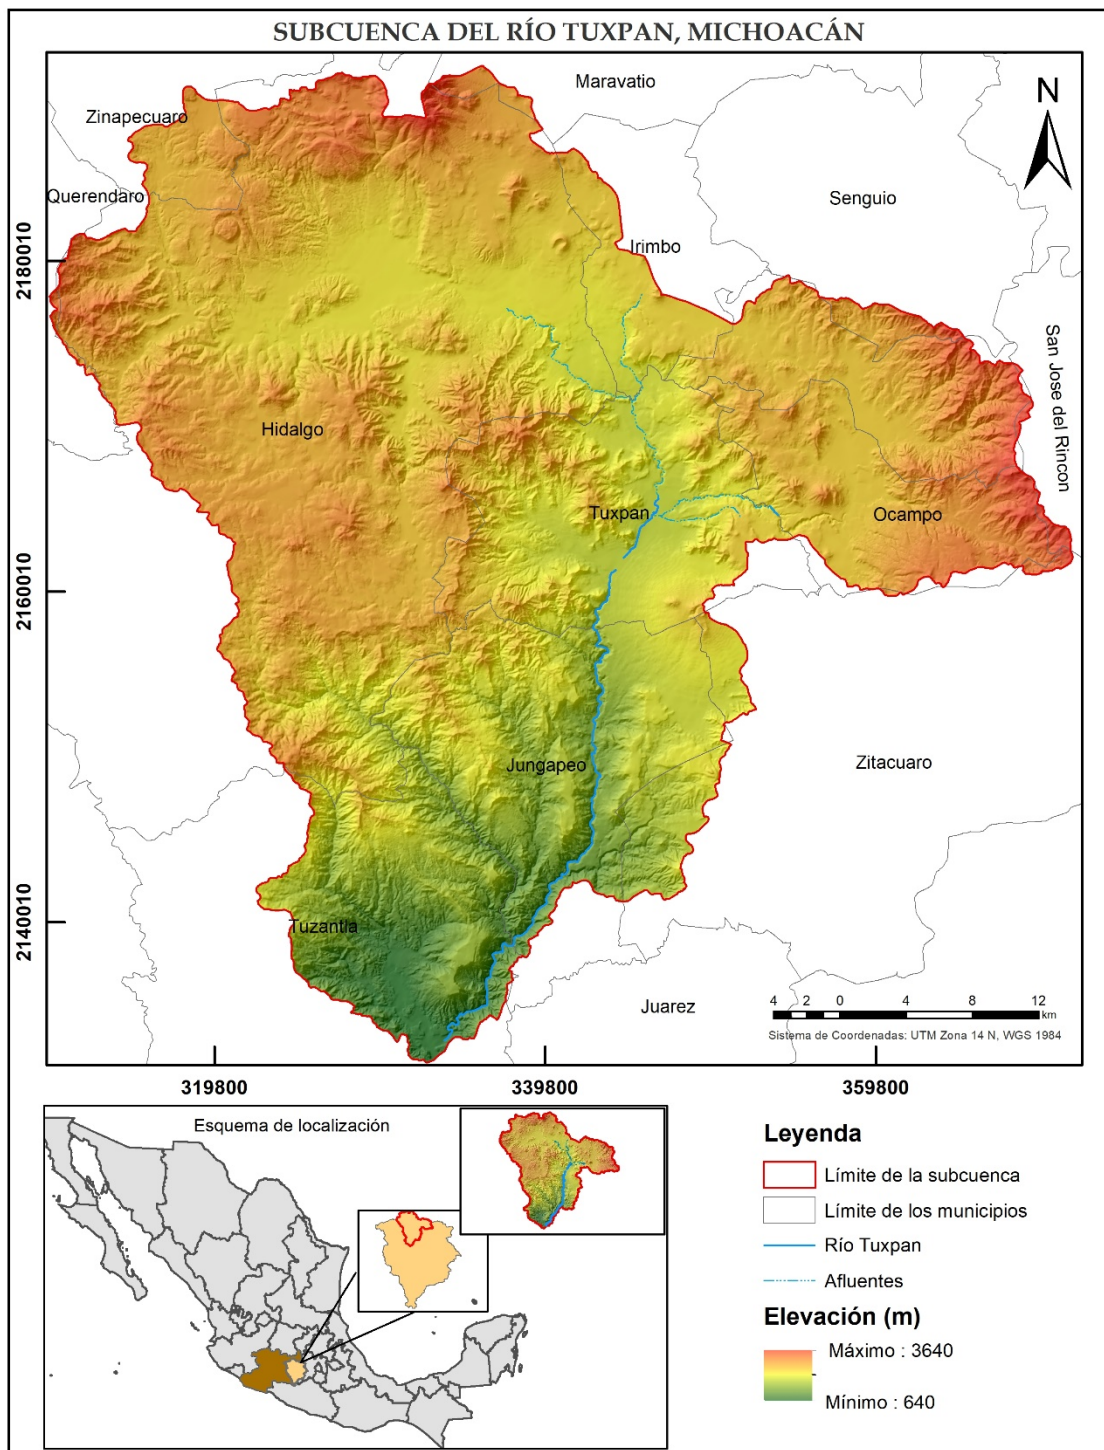 SUBCUENCA DEL RÍO TUXPAN, MICHOACÁN
Maravatio
N
Zinapecuaro
Querendaro
Senguio
Irimbo
2180010
San Jose del Rincon
Hidalgo
Tuxpan
Ocampo
2160010
Jungapeo
Zitacuaro
2140010
Tuzantla
Juarez
4 2 0 4 8 12
km
Sistema de Coordenadas: UTM Zona 14 N, WGS 1984
319800 339800 359800
Esquema de localización
Leyenda
Límite de la subcuenca
Límite de los municipios
Río Tuxpan
Afluentes
Elevación (m)
Máximo : 3640
Mínimo : 640